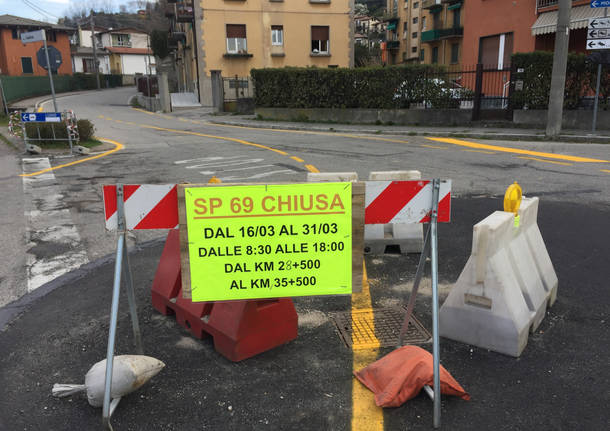 SP 69 CHIUSA
DAL 16/03 AL 31/03
DALLE 8:30 ALLE 18:00
DAL KM 28+500
AL KM 35+500